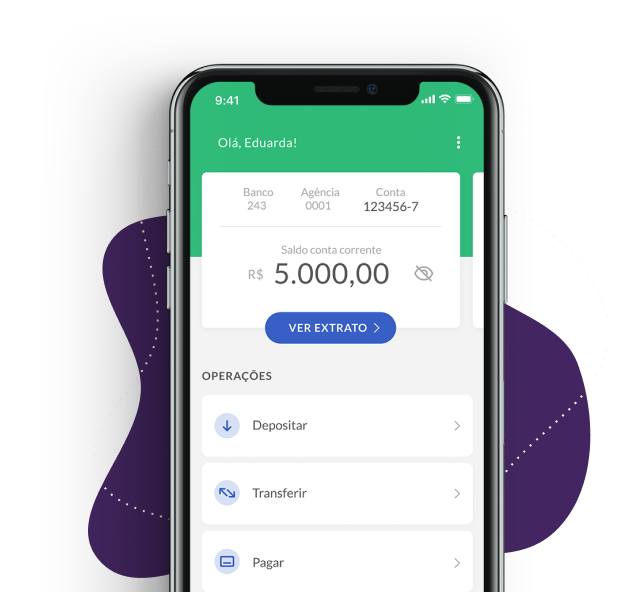 9:41
Olá, Eduarda!
Banco Agência Conta
243 0001 123456-7
Saldo conta corrente
R$ 5.000,00
VER EXTRATO
OPERAÇÕES
Depositar
Transferir
Pagar